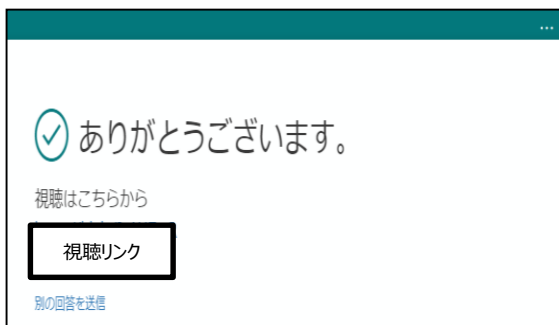 ありがとうございます。
視聴はこちらから
視聴リンク
別の回答を送信